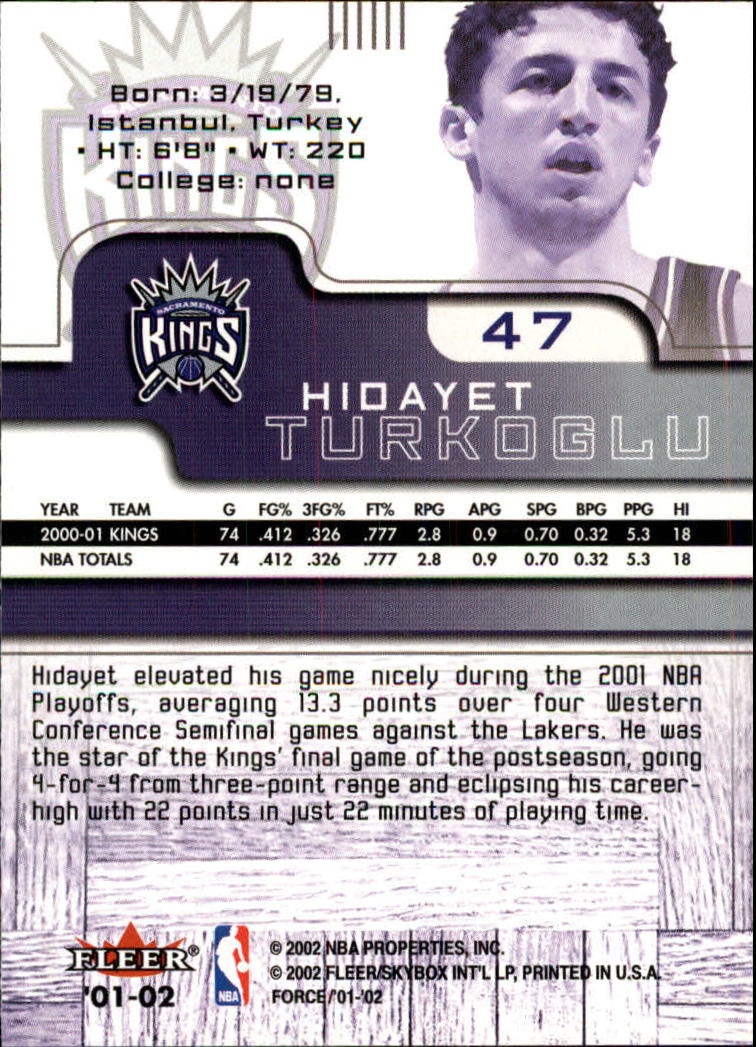 Born: 3/19/79,
Istanbul, Turkey
• HT: 6'8" • WT: 220
College: none
SACRAMENTO
KINGS
SACRAMENTO
KINGS
47
HIDAYET
TURKOGLU
YEAR TEAM G FG% 3FG% FT% RPG APG SPG BPG PPG HI
2000-01 KINGS 74 .412 .326 .777 2.8 0.9 0.70 0.32 5.3 18
NBA TOTALS 74 .412 .326 .777 2.8 0.9 0.70 0.32 5.3 18
Hidayet elevated his game nicely during the 2001 NBA
Playoffs, averaging 13.3 points over four Western
Conference Semifinal games against the Lakers. He was
the star of the Kings' final game of the postseason, going
4-for-4 from three-point range and eclipsing his career-
high with 22 points in just 22 minutes of playing time.
FLEER®
'01-02
NBA
© 2002 NBA PROPERTIES, INC.
© 2002 FLEER/SKYBOX INT'L LP, PRINTED IN U.S.A.
FORCE/'01-'02